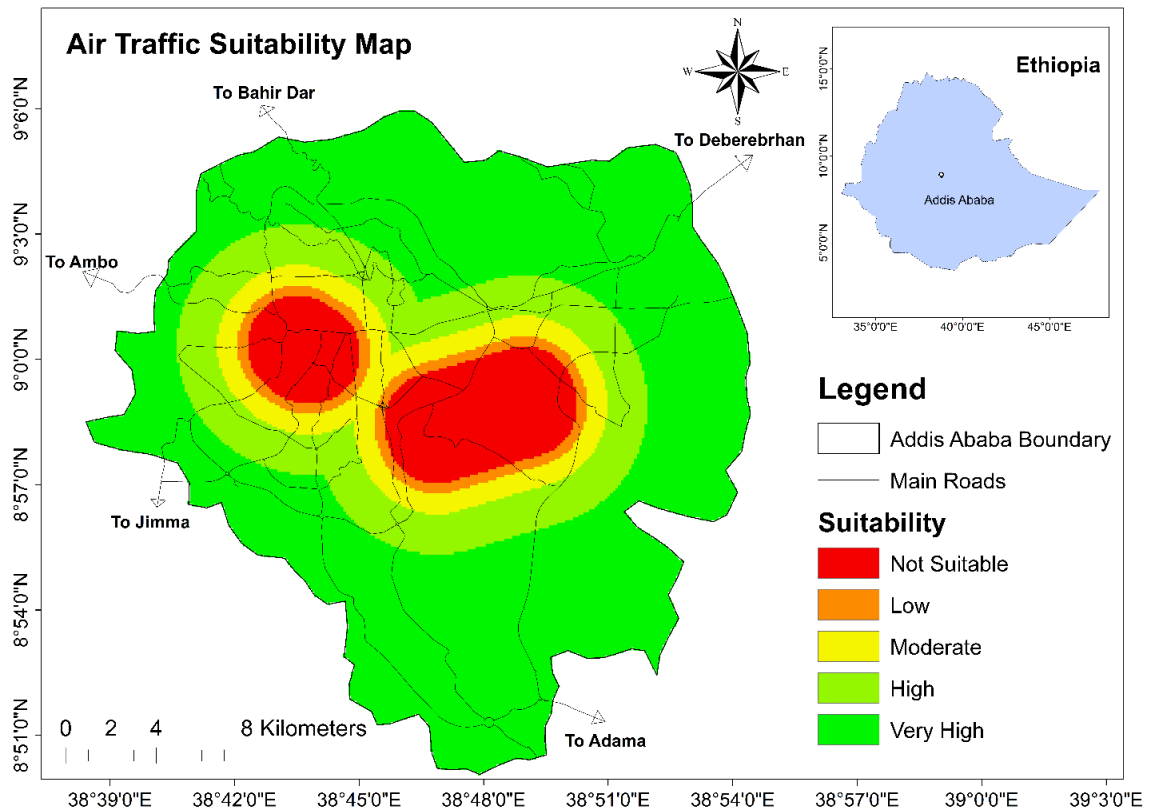 Air Traffic Suitability Map
N
W
E
S
Ethiopia
15°0'0"N
10°0'0"N
5°0'0"N
Addis Ababa
35°0'0"E
40°0'0"E
45°0'0"E
To Bahir Dar
To Deberebrhan
To Ambo
To Jimma
To Adama
9°6'0"N
9°3'0"N
9°0'0"N
8°57'0"N
8°54'0"N
8°51'0"N
Legend
Addis Ababa Boundary
Main Roads
Suitability
Not Suitable
Low
Moderate
High
Very High
0 2 4 8 Kilometers
38°39'0"E 38°42'0"E 38°45'0"E 38°48'0"E 38°51'0"E 38°54'0"E 38°57'0"E 39°0'0"E 39°3'0"E